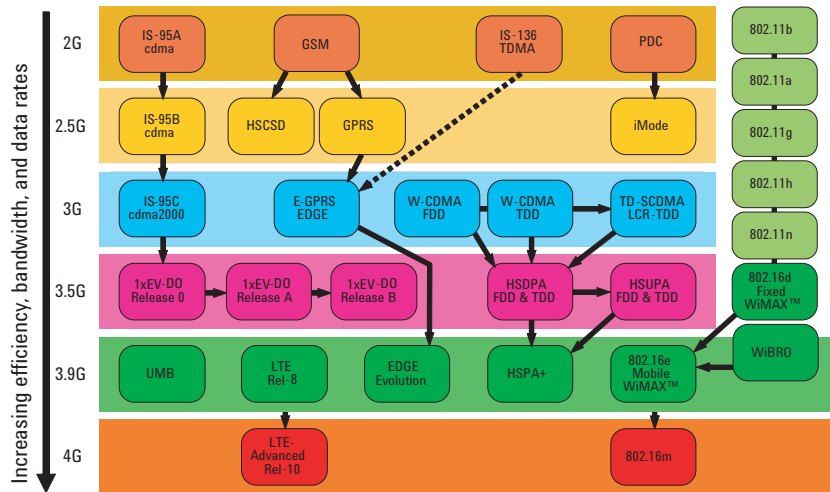 Increasing efficiency, bandwidth, and data rates
2G
IS-95A
cdma
GSM
IS-136
TDMA
PDC
802.11b
802.11a
2.5G
IS-95B
cdma
HSCSD
GPRS
iMode
802.11g
802.11h
3G
IS-95C
cdma2000
E-GPRS
EDGE
W-CDMA
FDD
W-CDMA
TDD
TD-SCDMA
LCR-TDD
802.11n
3.5G
1xEV-DO
Release 0
1xEV-DO
Release A
1xEV-DO
Release B
HSDPA
FDD & TDD
HSUPA
FDD & TDD
802.16d
Fixed
WiMAX™
3.9G
UMB
LTE
Rel-8
EDGE
Evolution
HSPA+
802.16e
Mobile
WiMAX™
WiBRO
4G
LTE-
Advanced
Rel-10
802.16m